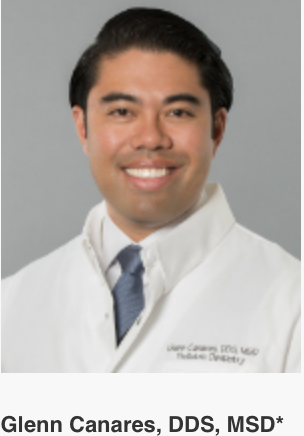 Glenn Canares, DDS, MSD
Pediatric Dentistry
Glenn Canares, DDS, MSD*